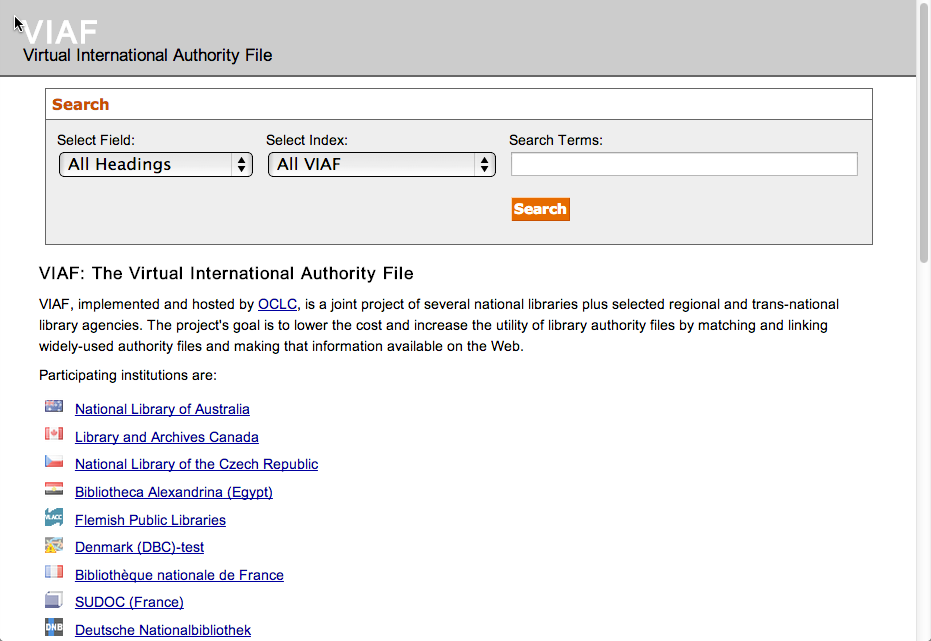 VIAF
Virtual International Authority File
Search
Select Field:
Select Index:
Search Terms:
All Headings
All VIAF
Search
VIAF: The Virtual International Authority File
VIAF, implemented and hosted by OCLC, is a joint project of several national libraries plus selected regional and trans-national
library agencies. The project's goal is to lower the cost and increase the utility of library authority files by matching and linking
widely-used authority files and making that information available on the Web.
Participating institutions are:
National Library of Australia
Library and Archives Canada
National Library of the Czech Republic
Bibliotheca Alexandrina (Egypt)
VLACC
Flemish Public Libraries
Denmark (DBC)-test
Bibliothèque nationale de France
SUDOC (France)
DNB
Deutsche Nationalbibliothek